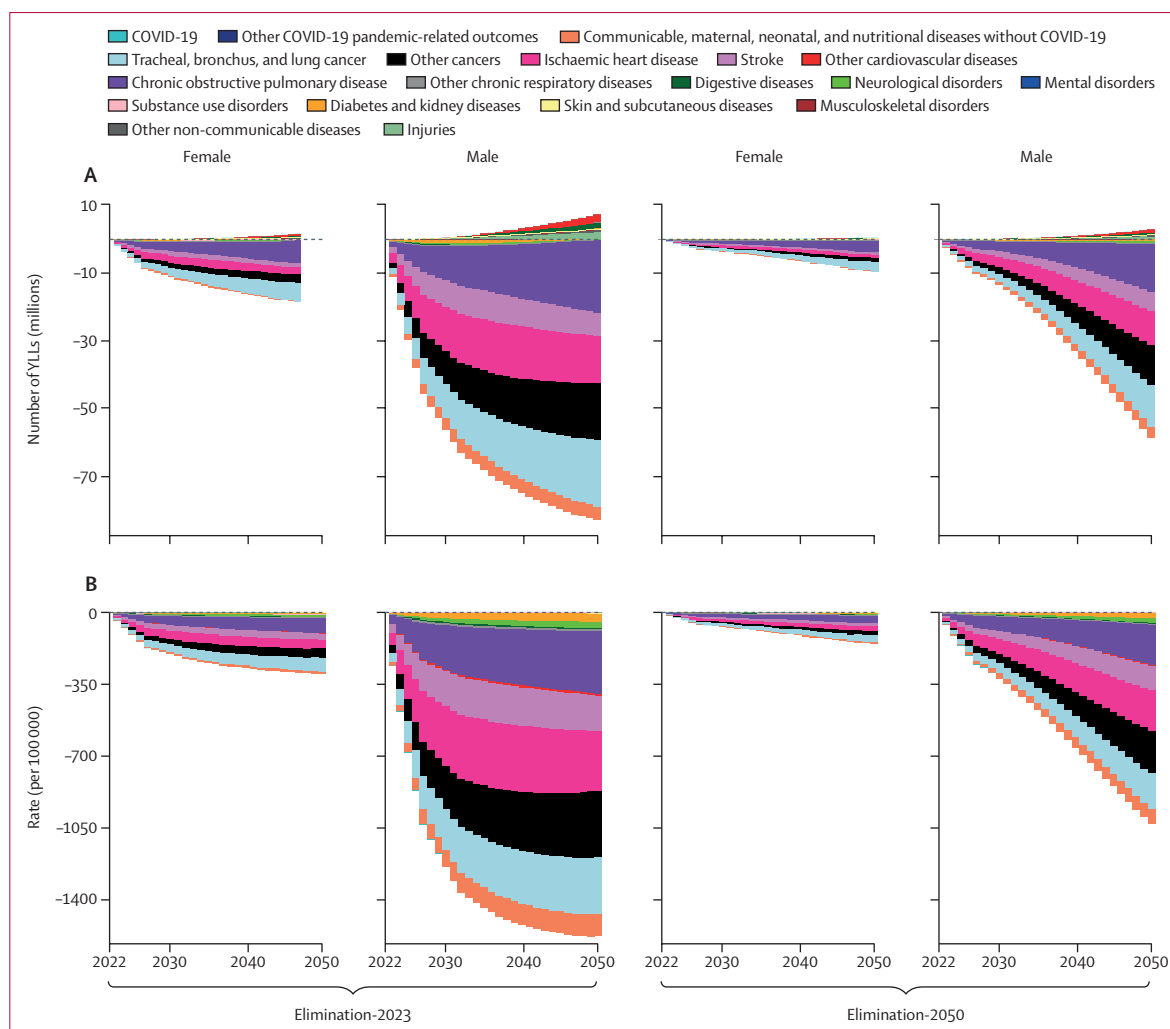 COVID-19 Other COVID-19 pandemic-related outcomes Communicable, maternal, neonatal, and nutritional diseases without COVID-19
Tracheal, bronchus, and lung cancer Other cancers Ischaemic heart disease Stroke Other cardiovascular diseases
Chronic obstructive pulmonary disease Other chronic respiratory diseases Digestive diseases Neurological disorders Mental disorders
Substance use disorders Diabetes and kidney diseases Skin and subcutaneous diseases Musculoskeletal disorders
Other non-communicable diseases Injuries
Female Male Female Male
A
10
0
–10
–30
–50
–70
Number of YLLs (millions)
B
0
–350
–700
–1050
–1400
Rate (per 100 000)
2022 2030 2040 2050 2022 2030 2040 2050 2022 2030 2040 2050 2022 2030 2040 2050
Elimination-2023 Elimination-2050